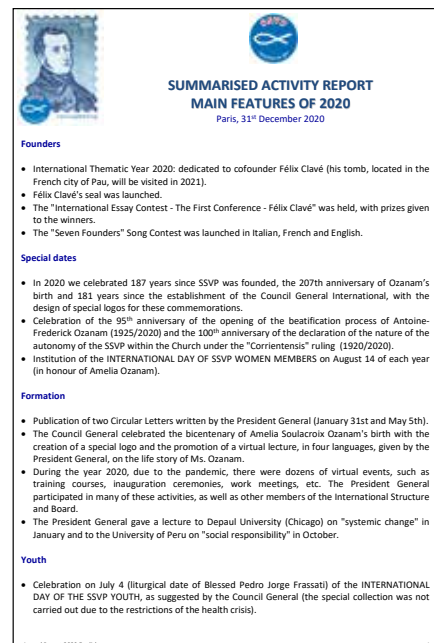 SSVP
SUMMARISED ACTIVITY REPORT
MAIN FEATURES OF 2020
Paris, 31st December 2020
Founders
• International Thematic Year 2020: dedicated to cofounder Félix Clavé (his tomb, located in the
French city of Pau, will be visited in 2021).
• Félix Clavé's seal was launched.
• The "International Essay Contest - The First Conference - Félix Clavé" was held, with prizes given
to the winners.
• The "Seven Founders" Song Contest was launched in Italian, French and English.
Special dates
• In 2020 we celebrated 187 years since SSVP was founded, the 207th anniversary of Ozanam's
birth and 181 years since the establishment of the Council General International, with the
design of special logos for these commemorations.
• Celebration of the 95th anniversary of the opening of the beatification process of Antoine-
Frederick Ozanam (1925/2020) and the 100th anniversary of the declaration of the nature of the
autonomy of the SSVP within the Church under the "Corrientensis" ruling (1920/2020).
• Institution of the INTERNATIONAL DAY OF SSVP WOMEN MEMBERS on August 14 of each year
(in honour of Amelia Ozanam).
Formation
• Publication of two Circular Letters written by the President General (January 31st and May 5th).
• The Council General celebrated the bicentenary of Amelia Soulacroix Ozanam's birth with the
creation of a special logo and the promotion of a virtual lecture, in four languages, given by the
President General, on the life story of Ms. Ozanam.
• During the year 2020, due to the pandemic, there were dozens of virtual events, such as
training courses, inauguration ceremonies, work meetings, etc. The President General
participated in many of these activities, as well as other members of the International Structure
and Board.
• The President General gave a lecture to Depaul University (Chicago) on "systemic change" in
January and to the University of Peru on "social responsibility" in October.
Youth
• Celebration on July 4 (liturgical date of Blessed Pedro Jorge Frassati) of the INTERNATIONAL
DAY OF THE SSVP YOUTH, as suggested by the Council General (the special collection was not
carried out due to the restrictions of the health crisis).